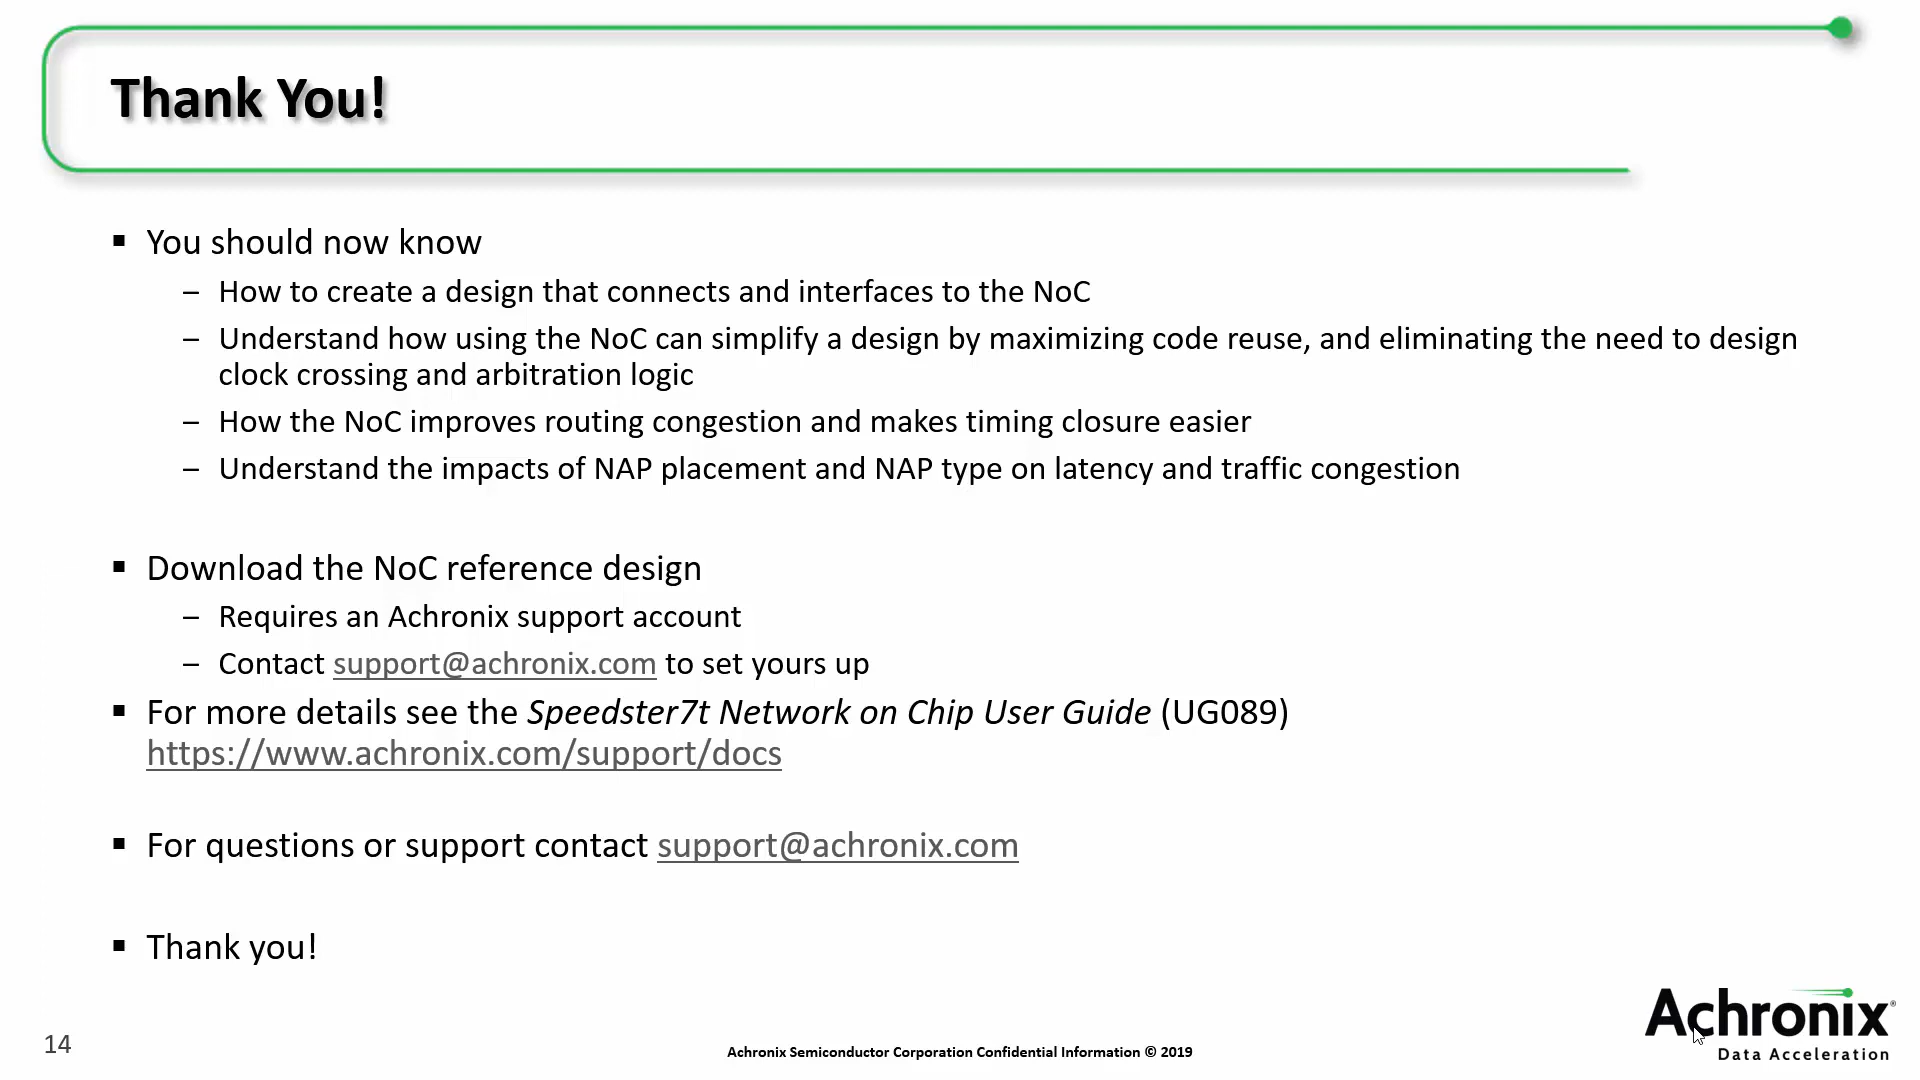 Thank You!
▪ You should now know
– How to create a design that connects and interfaces to the NoC
– Understand how using the NoC can simplify a design by maximizing code reuse, and eliminating the need to design
clock crossing and arbitration logic
– How the NoC improves routing congestion and makes timing closure easier
– Understand the impacts of NAP placement and NAP type on latency and traffic congestion
▪ Download the NoC reference design
– Requires an Achronix support account
– Contact support@achronix.com to set yours up
▪ For more details see the Speedster7t Network on Chip User Guide (UG089)
https://www.achronix.com/support/docs
▪ For questions or support contact support@achronix.com
▪ Thank you!
14
Achronix Semiconductor Corporation Confidential Information © 2019
Achronix®
Data Acceleration